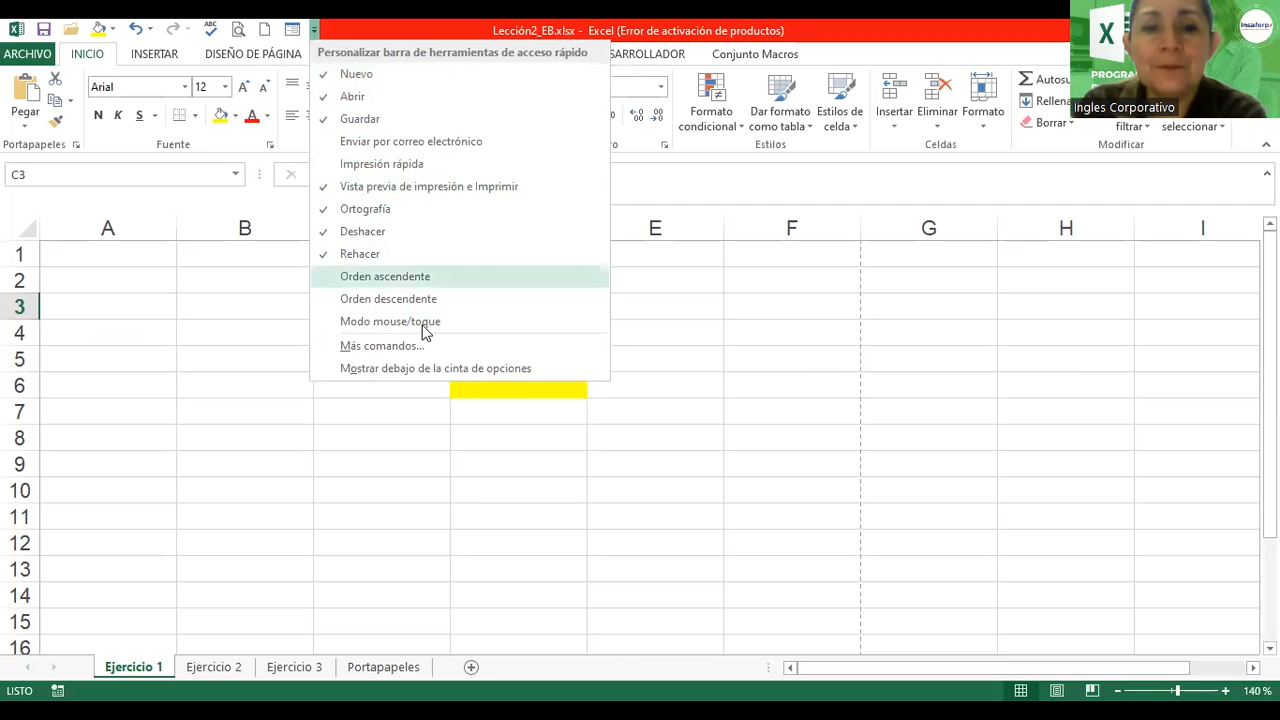 Lección2_EB.xlsx - Excel (Error de activación de productos)
ARCHIVO INICIO INSERTAR DISEÑO DE PÁGINA SARROLLADOR Conjunto Macros
Personalizar barra de herramientas de acceso rápido
Nuevo
Abrir
Guardar
Enviar por correo electrónico
Impresión rápida
Vista previa de impresión e Imprimir
Ortografía
Deshacer
Rehacer
Orden ascendente
Orden descendente
Modo mouse/toque
Más comandos...
Mostrar debajo de la cinta de opciones
Pegar
Portapapeles
Arial 12
N K S
Fuente
Formato condicional
Dar formato como tabla
Estilos de celda
Estilos
Insertar Eliminar Formato
Celdas
Autosu
Rellena
Borrar
filtrar seleccionar
Modificar
X
PROGRA
Insaforp
Ingles Corporativo
C3
A B E F G H I
1
2
3
4
5
6
7
8
9
10
11
12
13
14
15
16
Ejercicio 1 Ejercicio 2 Ejercicio 3 Portapapeles
LISTO 140 %